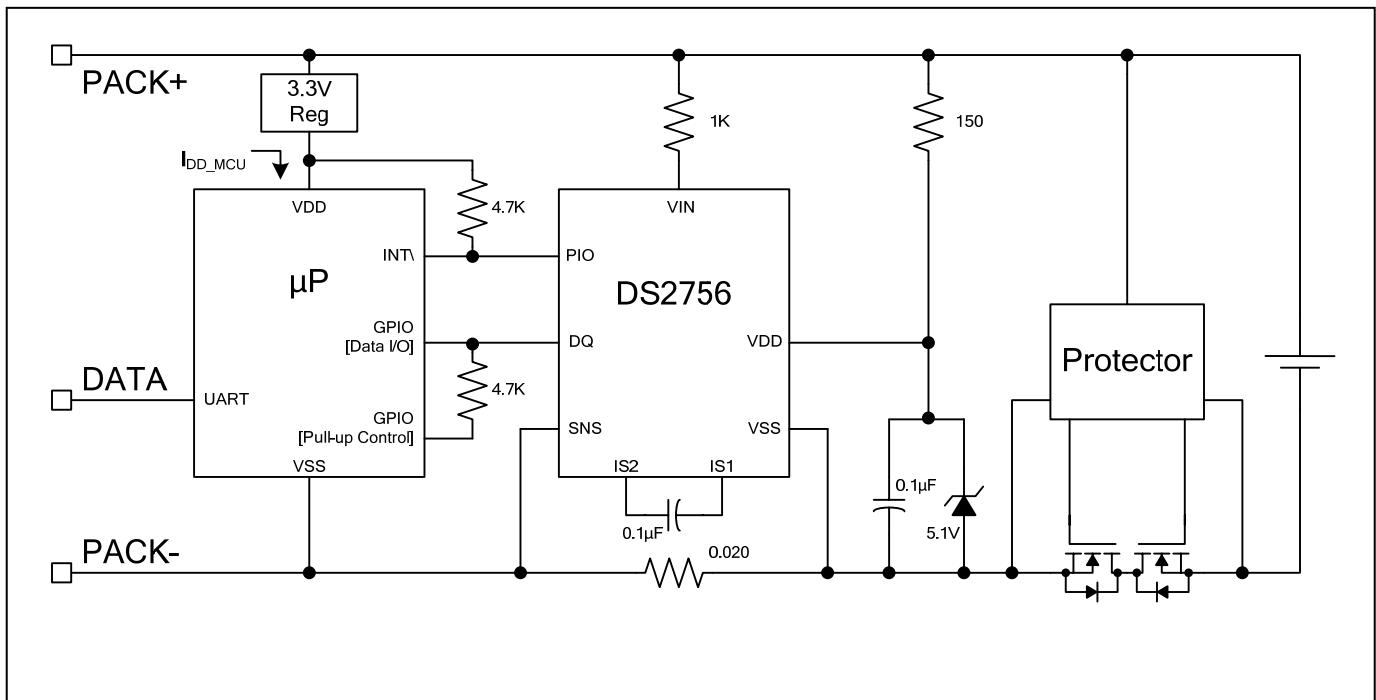 PACK+
3.3V
Reg
1K
150
IDD_MCU
VDD
4.7K
VIN
INT\
PIO
µP
DS2756
GPIO
[Data I/O]
DQ
VDD
Protector
DATA
UART
4.7K
GPIO
[Pull-up Control]
SNS
VSS
VSS
IS2
IS1
0.1µF
0.1µF
5.1V
PACK-
0.020